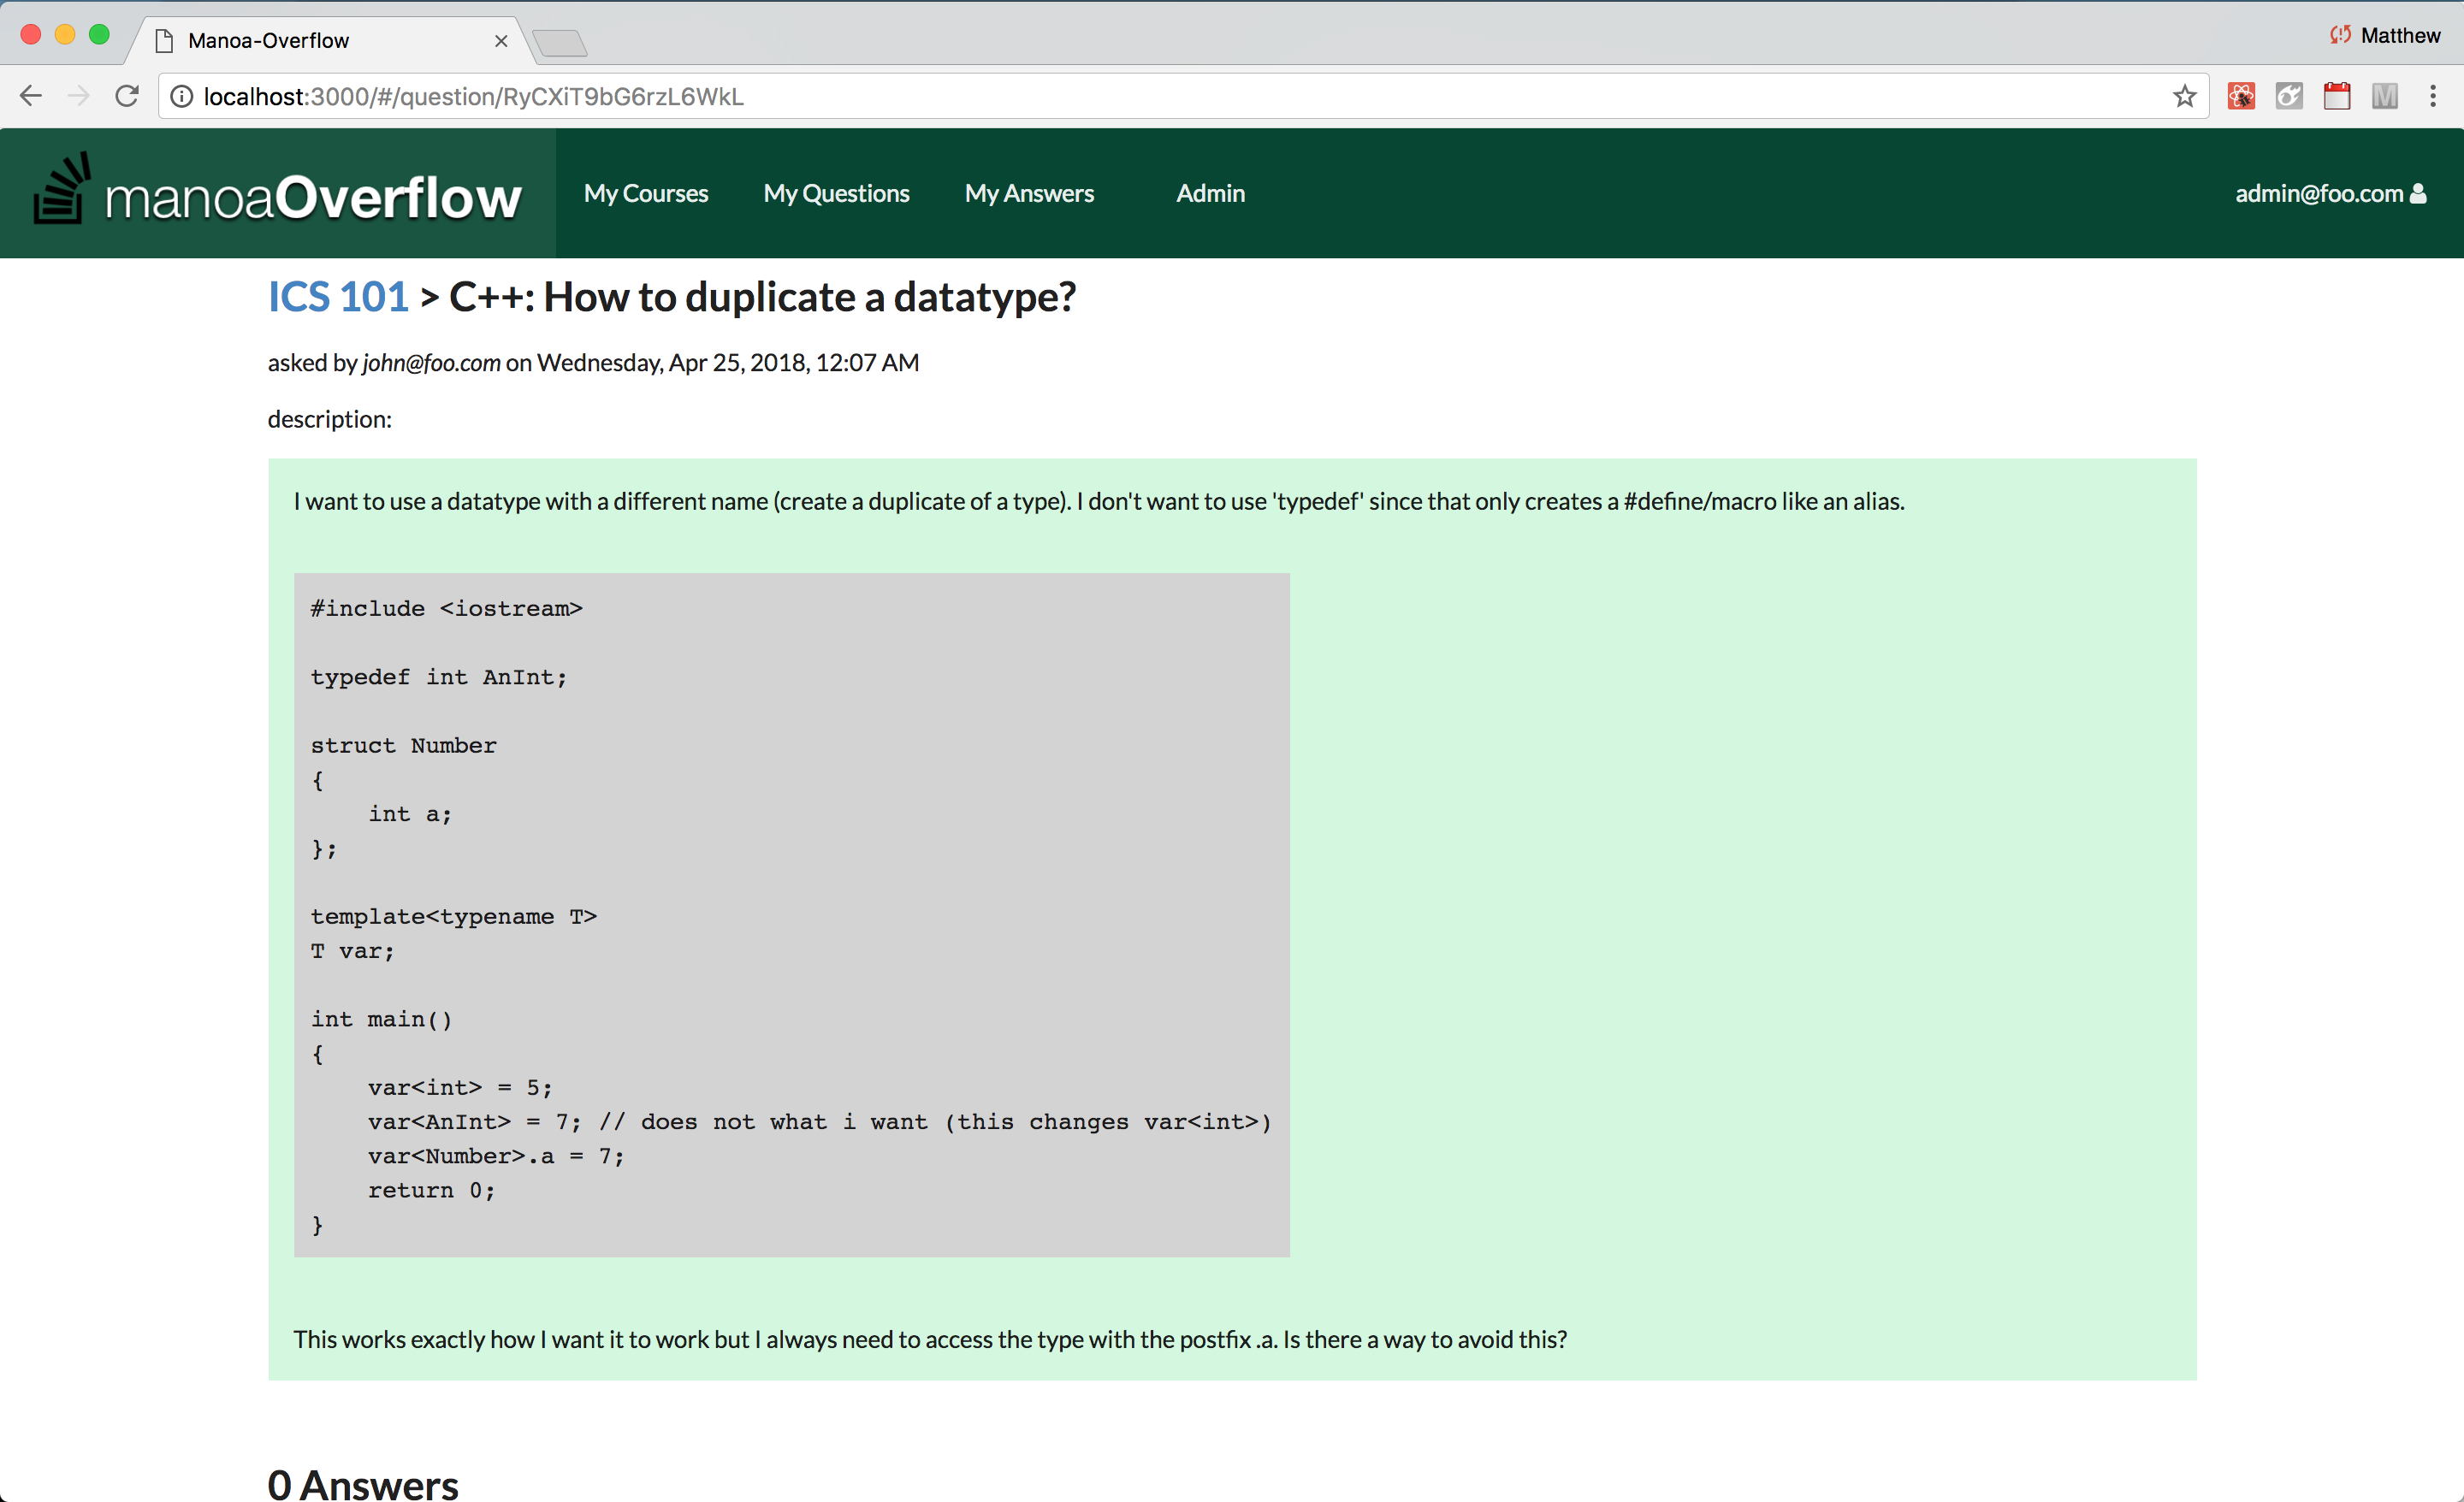 Manoa-Overflow
Matthew
localhost:3000/#/question/RyCXiT9bG6rzL6WkL
M
manoaOverflow My Courses My Questions My Answers Admin admin@foo.com
ICS 101 > C++: How to duplicate a datatype?
asked by john@foo.com on Wednesday, Apr 25, 2018, 12:07 AM
description:
I want to use a datatype with a different name (create a duplicate of a type). I don't want to use 'typedef' since that only creates a #define/macro like an alias.
#include <iostream>
typedef int AnInt;
struct Number
{
    int a;
};
template<typename T>
T var;
int main()
{
    var<int> = 5;
    var<AnInt> = 7; // does not what i want (this changes var<int>)
    var<Number>.a = 7;
    return 0;
}
This works exactly how I want it to work but I always need to access the type with the postfix .a. Is there a way to avoid this?
0 Answers